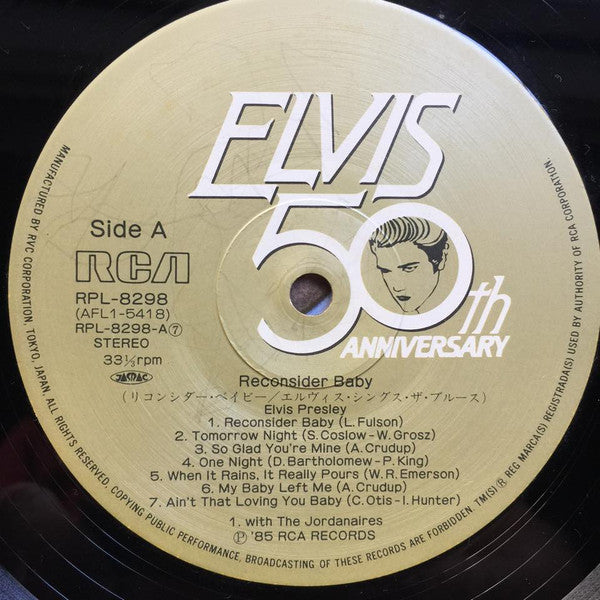 ELVIS
50th
ANNIVERSARY
Side A
RCA
RPL-8298
(AFL1-5418)
RPL-8298-A⑦
STEREO
33⅓rpm
JASRAC
Reconsider Baby
(リコンシダー・ベイビー/エルヴィス・シングス・ザ・ブルース)
Elvis Presley
1. Reconsider Baby (L. Fulson)
2. Tomorrow Night (S. Coslow-W. Grosz)
3. So Glad You're Mine (A. Crudup)
4. One Night (D. Bartholomew-P. King)
5. When It Rains, It Really Pours (W.R. Emerson)
6. My Baby Left Me (A. Crudup)
7. Ain't That Loving You Baby (C. Otis-I. Hunter)
1. with The Jordanaires
Ⓟ '85 RCA RECORDS
MANUFACTURED BY RVC CORPORATION, TOKYO, JAPAN. ALL RIGHTS RESERVED. COPYING PUBLIC PERFORMANCE, BROADCASTING OF THESE RECORDS ARE FORBIDDEN. TM(S) ® REG MARCA(S) REGISTRADA(S) USED BY AUTHORITY OF RCA CORPORATION.